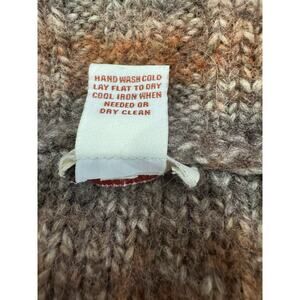 HAND WASH COLD
LAY FLAT TO DRY
COOL IRON WHEN
NEEDED OR
DRY CLEAN